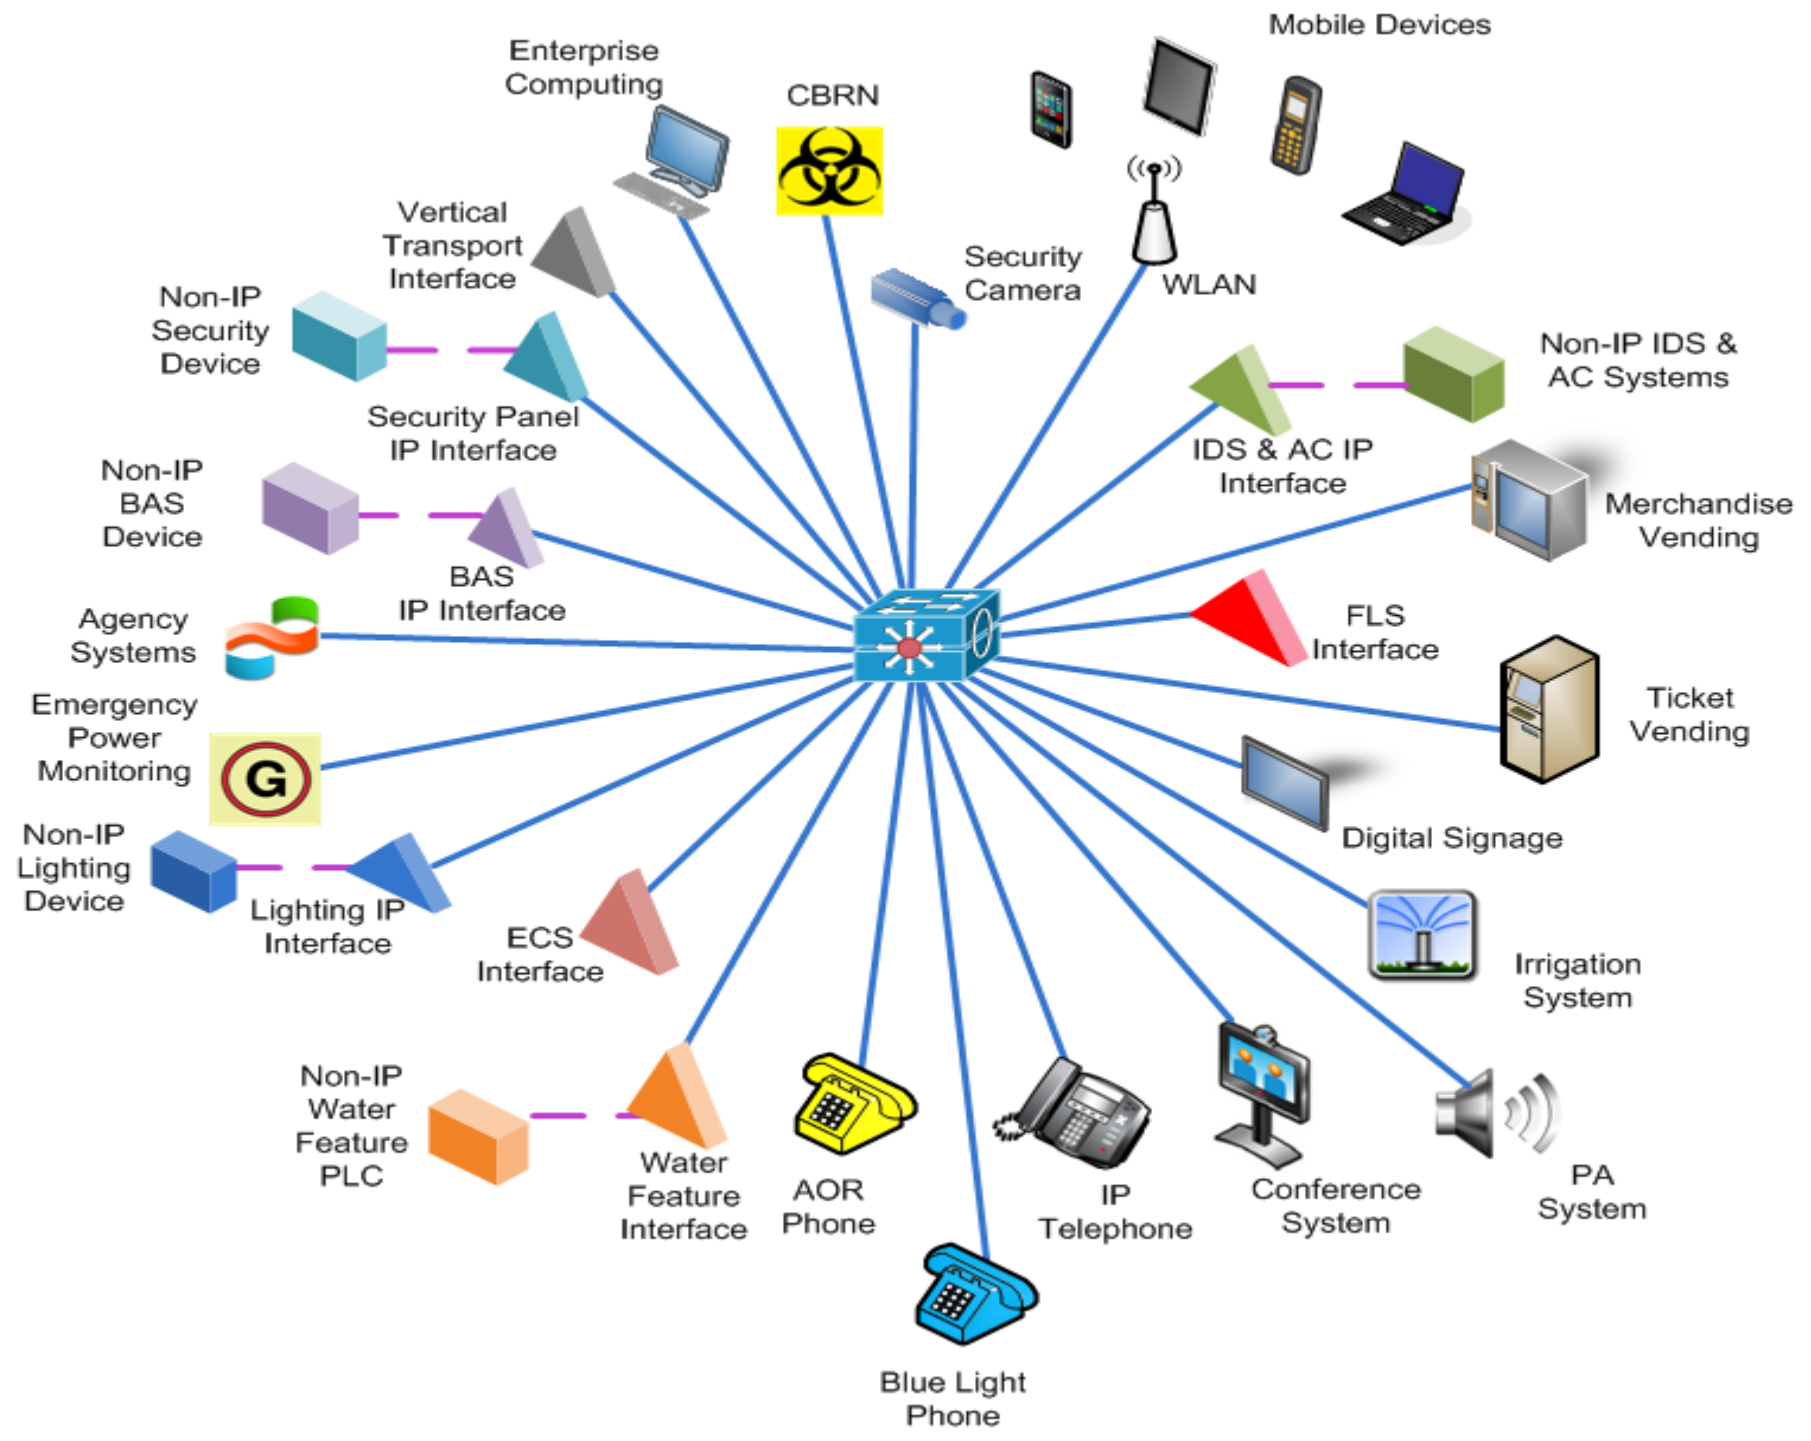 Mobile Devices
Enterprise
Computing
CBRN
Vertical
Transport
Interface
Security
Camera
WLAN
Non-IP
Security
Device
Non-IP IDS &
AC Systems
Security Panel
IP Interface
IDS & AC IP
Interface
Non-IP
BAS
Device
Merchandise
Vending
BAS
IP Interface
Agency
Systems
FLS
Interface
Emergency
Power
Monitoring
G
Ticket
Vending
Non-IP
Lighting
Device
Digital Signage
Lighting IP
Interface
ECS
Interface
Irrigation
System
Non-IP
Water
Feature
PLC
Water
Feature
Interface
AOR
Phone
IP
Telephone
Conference
System
PA
System
Blue Light
Phone